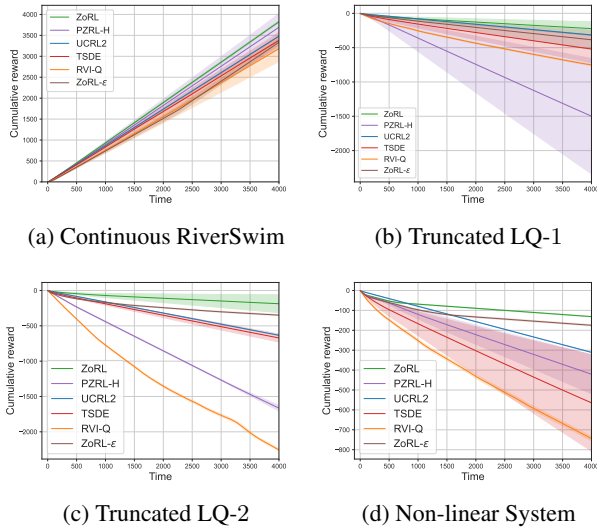 ZoRL
PZRL-H
UCRL2
TSDE
RVI-Q
ZoRL-ε
Cumulative reward
4000
3500
3000
2500
2000
1500
1000
500
0
0 500 1000 1500 2000 2500 3000 3500 4000
Time
(a) Continuous RiverSwim
ZoRL
PZRL-H
UCRL2
TSDE
RVI-Q
ZoRL-ε
Cumulative reward
0
−500
−1000
−1500
−2000
0 500 1000 1500 2000 2500 3000 3500 4000
Time
(b) Truncated LQ-1
ZoRL
PZRL-H
UCRL2
TSDE
RVI-Q
ZoRL-ε
Cumulative reward
0
−500
−1000
−1500
−2000
0 500 1000 1500 2000 2500 3000 3500 4000
Time
(c) Truncated LQ-2
ZoRL
PZRL-H
UCRL2
TSDE
RVI-Q
ZoRL-ε
Cumulative reward
0
−100
−200
−300
−400
−500
−600
−700
−800
0 500 1000 1500 2000 2500 3000 3500 4000
Time
(d) Non-linear System